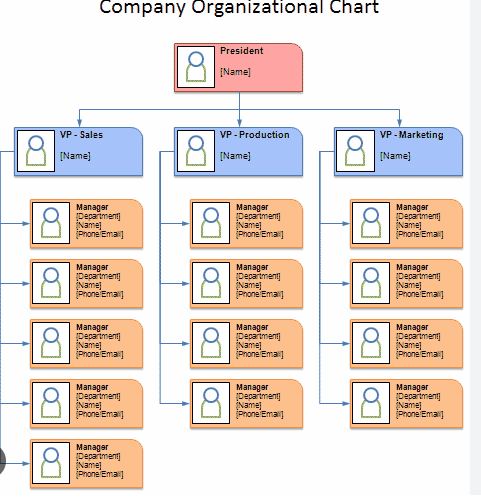 Company Organizational Chart
President
[Name]
VP - Sales
[Name]
VP - Production
[Name]
VP - Marketing
[Name]
Manager
[Department]
[Name]
[Phone/Email]
Manager
[Department]
[Name]
[Phone/Email]
Manager
[Department]
[Name]
[Phone/Email]
Manager
[Department]
[Name]
[Phone/Email]
Manager
[Department]
[Name]
[Phone/Email]
Manager
[Department]
[Name]
[Phone/Email]
Manager
[Department]
[Name]
[Phone/Email]
Manager
[Department]
[Name]
[Phone/Email]
Manager
[Department]
[Name]
[Phone/Email]
Manager
[Department]
[Name]
[Phone/Email]
Manager
[Department]
[Name]
[Phone/Email]
Manager
[Department]
[Name]
[Phone/Email]
Manager
[Department]
[Name]
[Phone/Email]